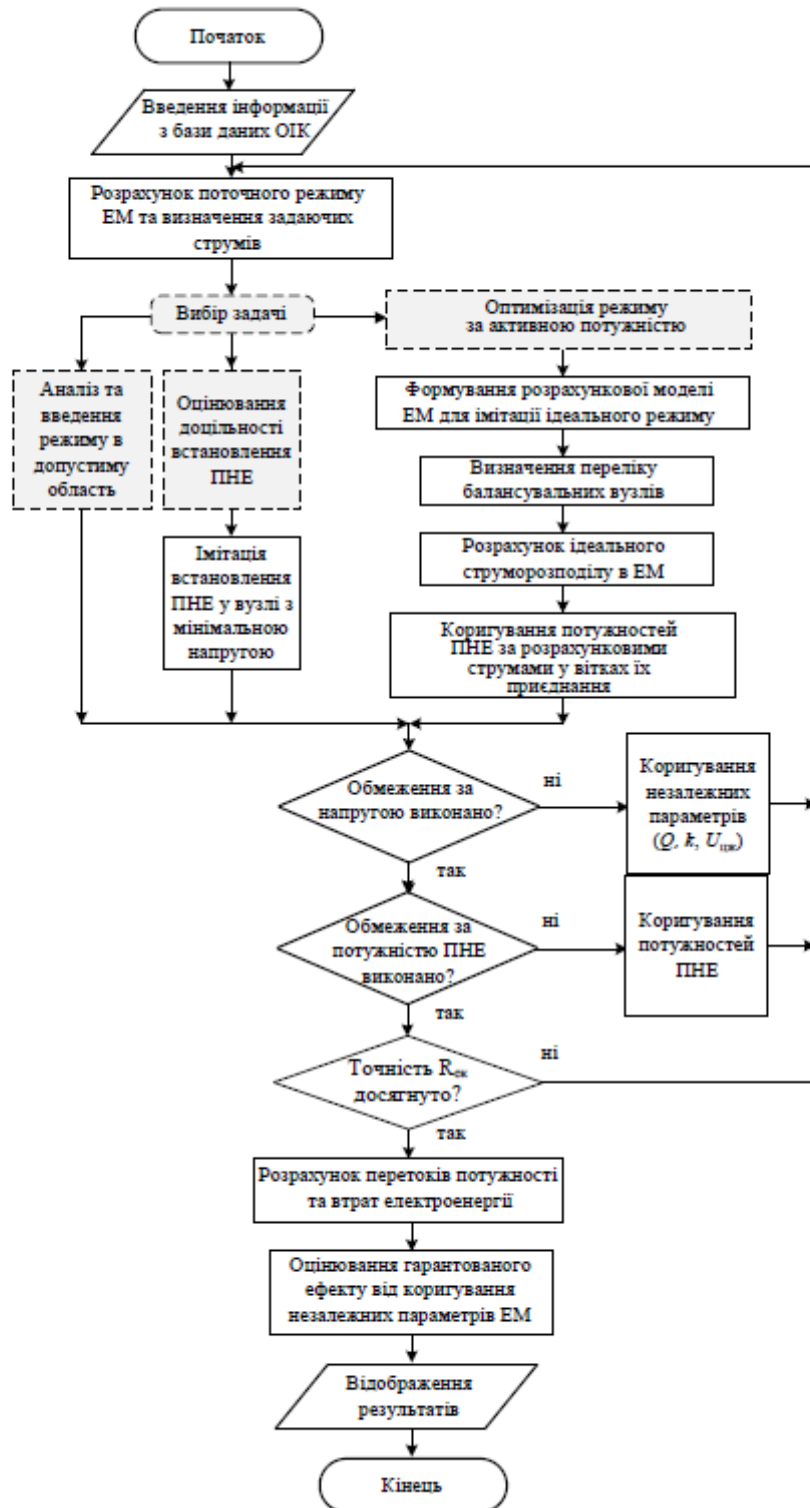 Початок
Введення інформації
з бази даних ОІК
Розрахунок поточного режиму
ЕМ та визначення задаючих
струмів
Вибір задачі
Оптимізація режиму
за активною потужністю
Аналіз та
введення
режиму в
допустиму
область
Оцінювання
доцільності
встановлення
ПНЕ
Формування розрахункової моделі
ЕМ для імітації ідеального режиму
Визначення переліку
балансувальних вузлів
Імітація
встановлення
ПНЕ у вузлі з
мінімальною
напругою
Розрахунок ідеального
струморозподілу в ЕМ
Коригування потужностей
ПНЕ за розрахунковими
струмами у вітках їх
приєднання
Обмеження за
напругою виконано?
ні
Коригування
незалежних
параметрів
(Q, k, U
так
Обмеження за
потужністю ПНЕ
виконано?
ні
Коригування
потужностей
ПНЕ
так
Точність R
досягнуто?
ні
так
Розрахунок перетоків потужності
та втрат електроенергії
Оцінювання гарантованого
ефекту від коригування
незалежних параметрів ЕМ
Відображення
результатів
Кінець